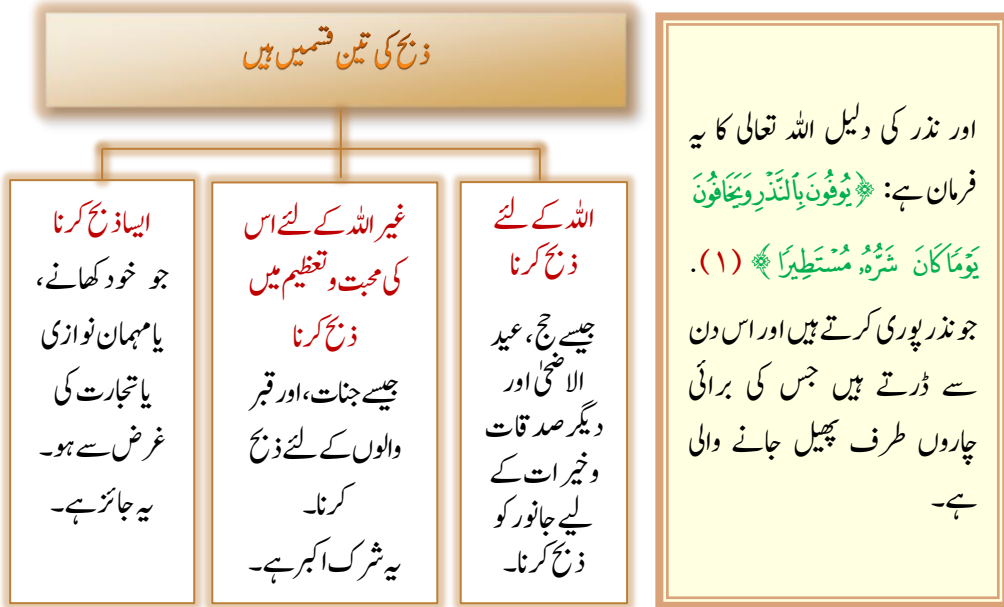 اور نذر کی دلیل اللہ تعالی کا یہ
فرمان ہے: ﴿يُوفُونَ بِٱلنَّذْرِ وَيَخَافُونَ
يَوْمًا كَانَ شَرُّهُۥ مُسْتَطِيرًا﴾ (۱).
جو نذر پوری کرتے ہیں اور اس دن
سے ڈرتے ہیں جس کی برائی
چاروں طرف پھیل جانے والی
ہے۔
ذبح کی تین قسمیں ہیں
اللہ کے لئے
ذبح کرنا
جیسے حج، عید
الاضحیٰ اور
دیگر صدقات
وخیرات کے
لیے جانور کو
ذبح کرنا۔
غیر اللہ کے لئے اس
کی محبت و تعظیم میں
ذبح کرنا
جیسے جنات، اور قبر
والوں کے لئے ذبح
کرنا۔
یہ شرک اکبر ہے۔
ایسا ذبح کرنا
جو خود کھانے،
یا مہمان نوازی
یا تجارت کی
غرض سے ہو۔
یہ جائز ہے۔